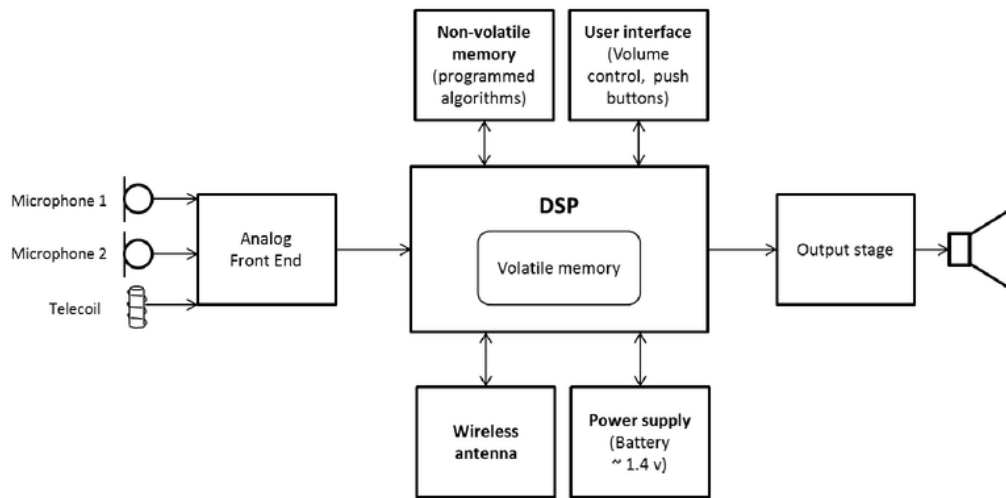 Non-volatile
memory
(programmed
algorithms)
User interface
(Volume
control, push
buttons)
Microphone 1
Microphone 2
Telecoil
Analog
Front End
DSP
Volatile memory
Output stage
Wireless
antenna
Power supply
(Battery
~ 1.4 v)